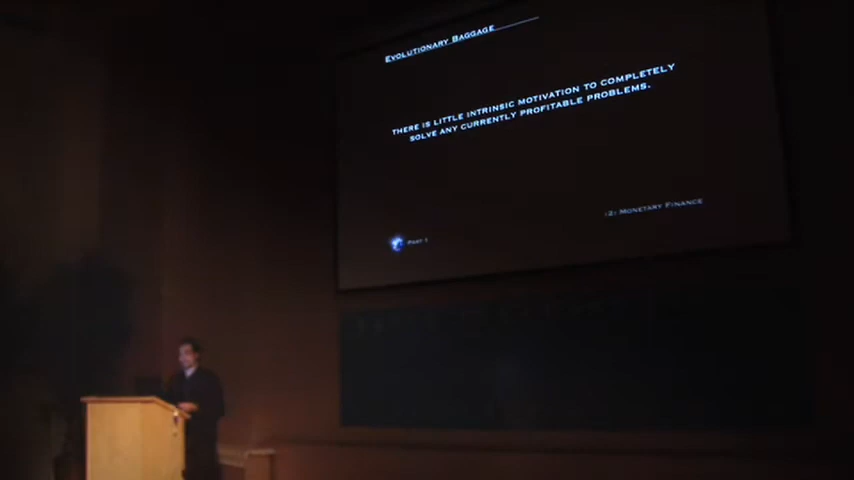 EVOLUTIONARY BAGGAGE
THERE IS LITTLE INTRINSIC MOTIVATION TO COMPLETELY
SOLVE ANY CURRENTLY PROFITABLE PROBLEMS.
:2: MONETARY FINANCE
PART 1